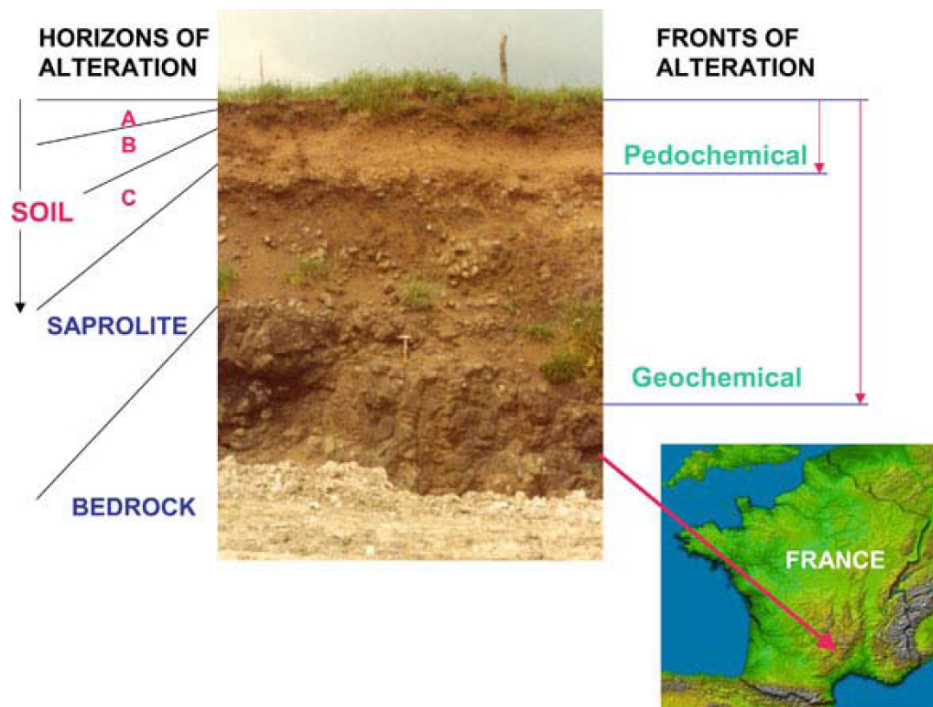 HORIZONS OF
ALTERATION
FRONTS OF
ALTERATION
A
B
C
SOIL
SAPROLITE
BEDROCK
Pedochemical
Geochemical
FRANCE